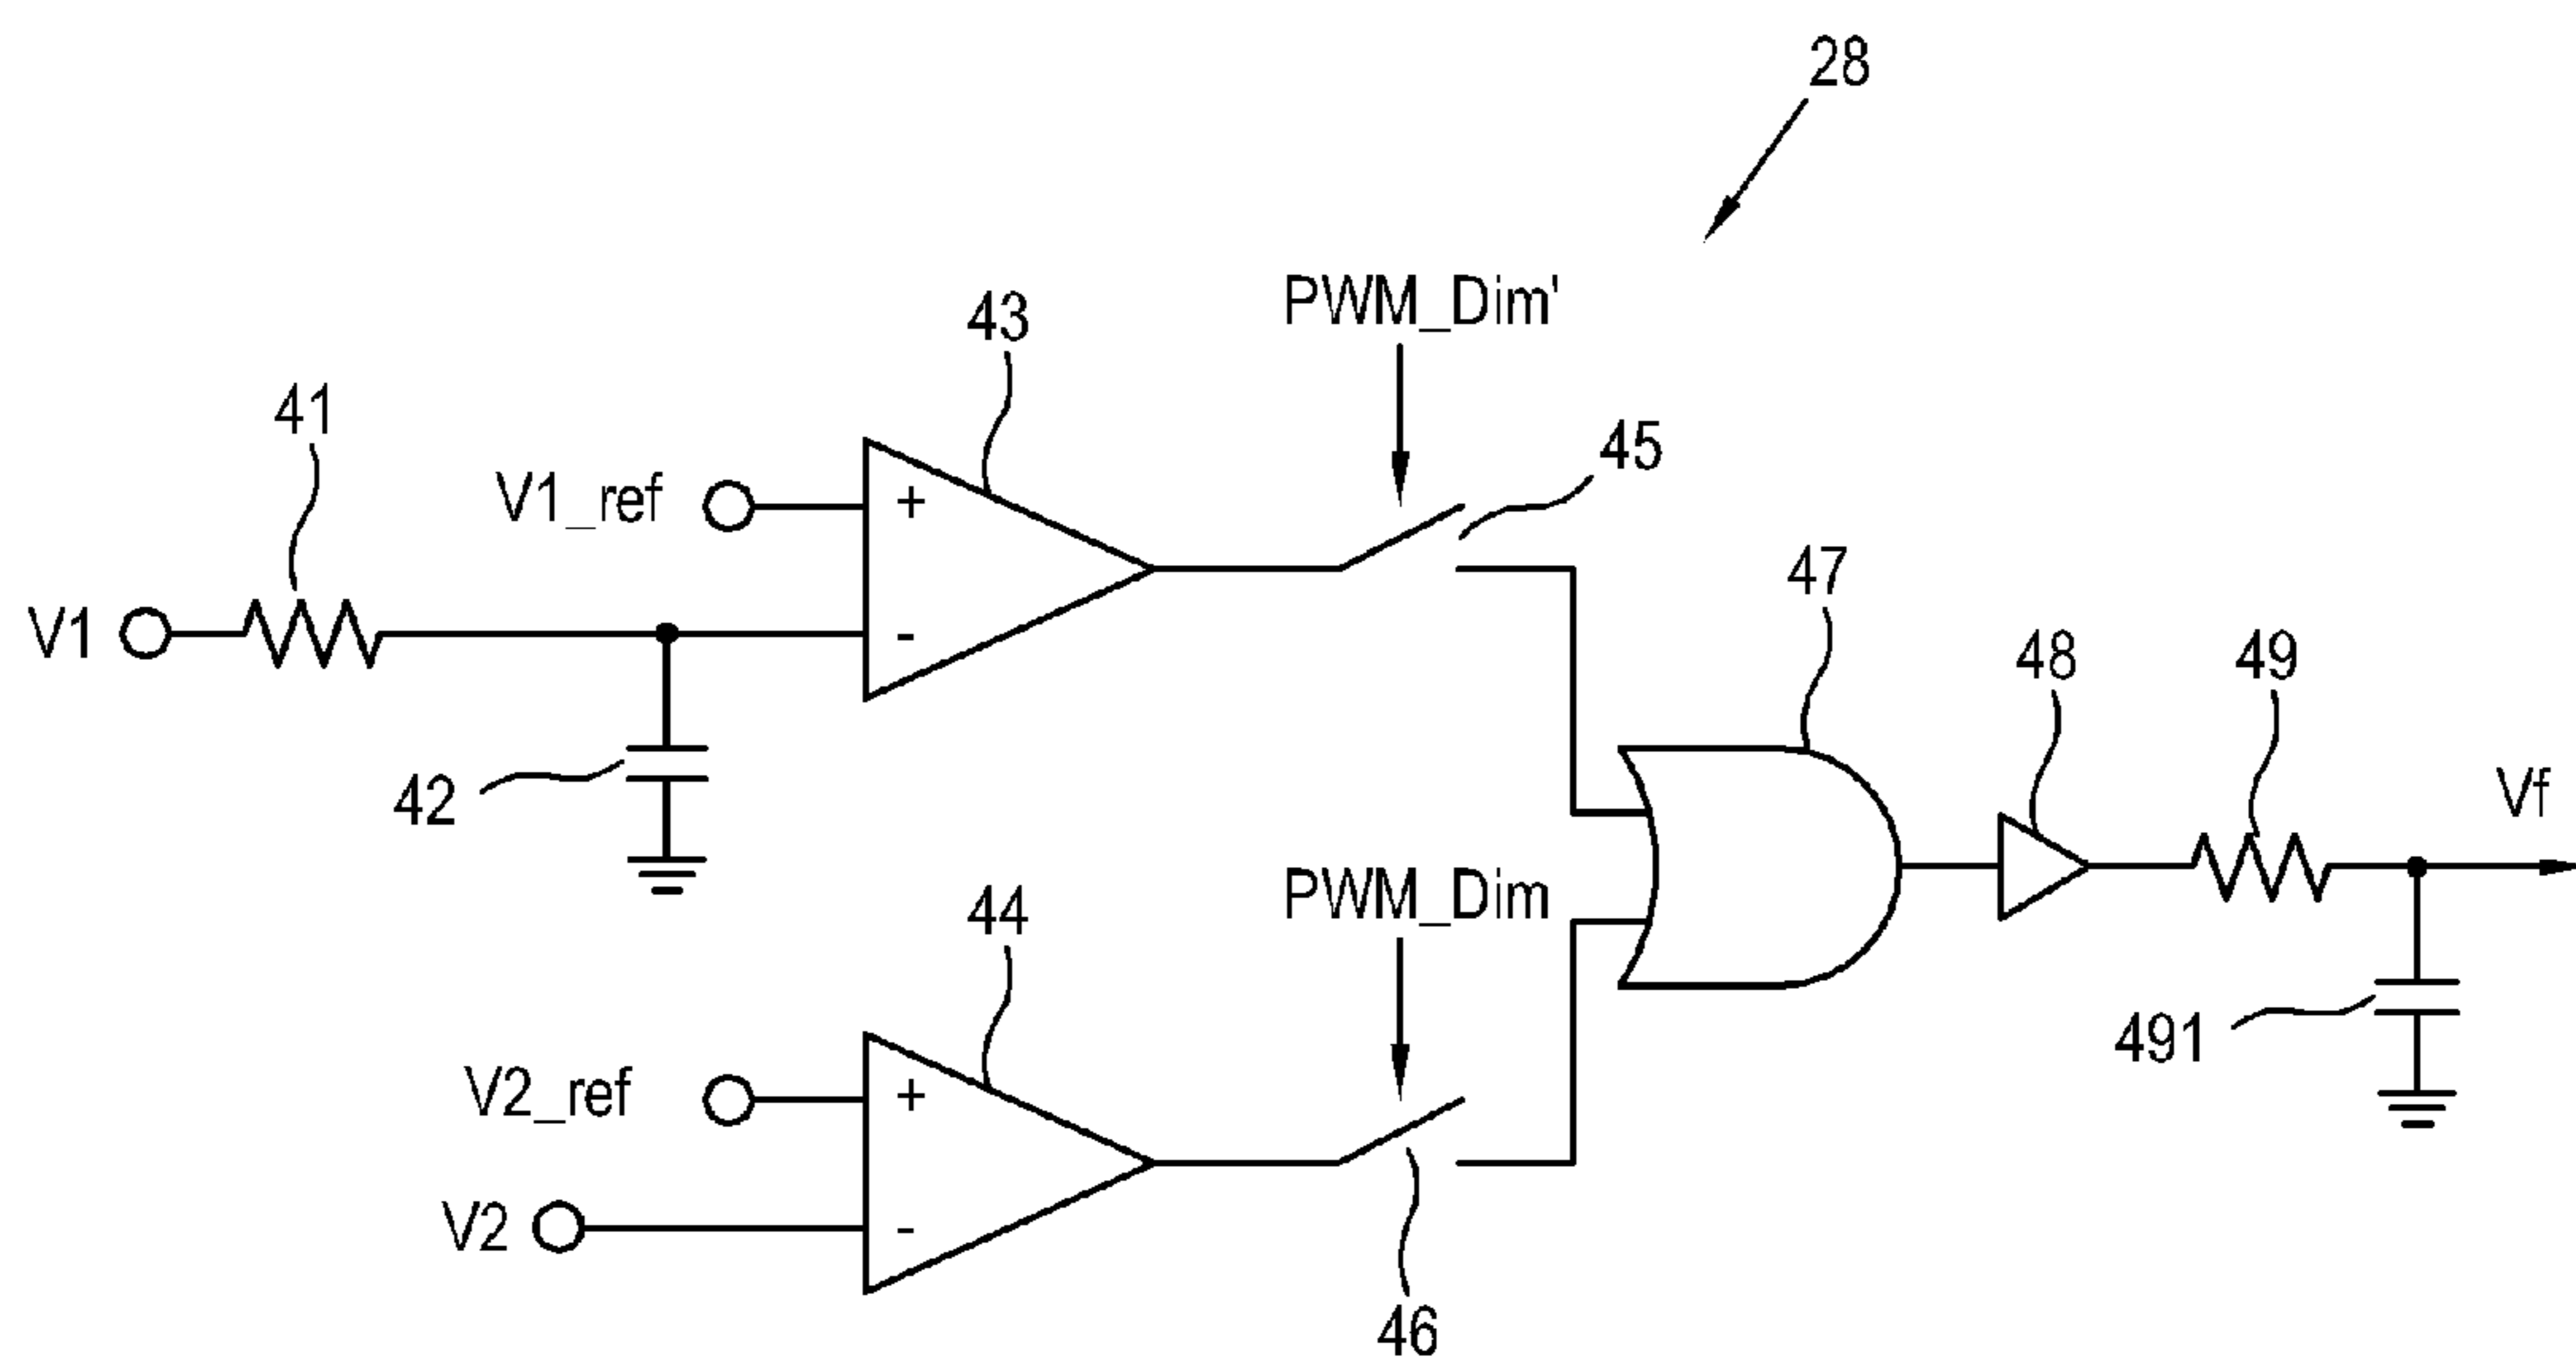 28
PWM_Dim'
43
45
41
V1_ref
+
V1
-
47
42
48
49
Vf
PWM_Dim
44
491
V2_ref
+
V2
-
46